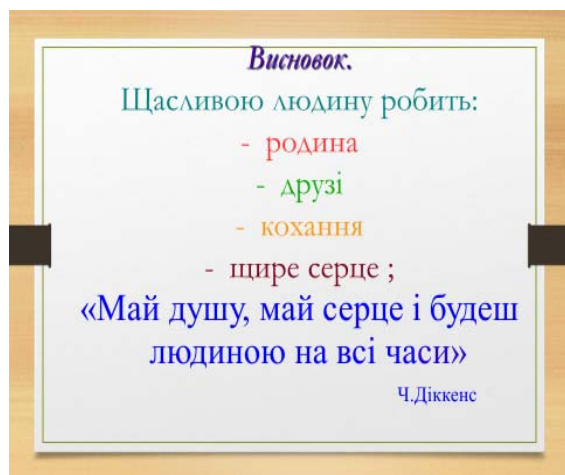 Висновок.
Щасливою людину робить:
- родина
- друзі
- кохання
- щире серце ;
«Май душу, май серце і будеш
людиною на всі часи»
Ч.Діккенс